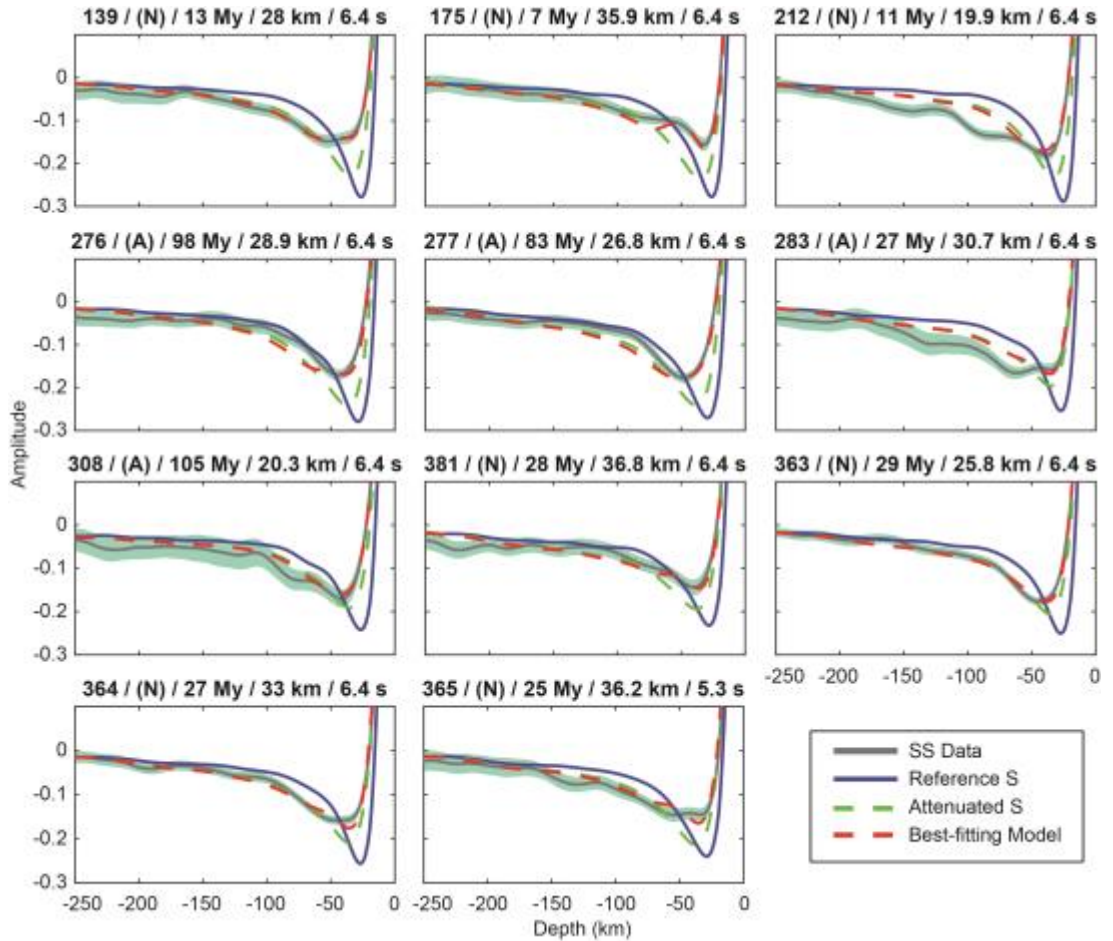 139 / (N) / 13 My / 28 km / 6.4 s
175 / (N) / 7 My / 35.9 km / 6.4 s
212 / (N) / 11 My / 19.9 km / 6.4 s
0
-0.1
-0.2
-0.3
276 / (A) / 98 My / 28.9 km / 6.4 s
277 / (A) / 83 My / 26.8 km / 6.4 s
283 / (A) / 27 My / 30.7 km / 6.4 s
0
-0.1
-0.2
-0.3
Amplitude
308 / (A) / 105 My / 20.3 km / 6.4 s
381 / (N) / 28 My / 36.8 km / 6.4 s
363 / (N) / 29 My / 25.8 km / 6.4 s
0
-0.1
-0.2
-0.3
-250 -200 -150 -100 -50 0
364 / (N) / 27 My / 33 km / 6.4 s
365 / (N) / 25 My / 36.2 km / 5.3 s
0
-0.1
-0.2
-0.3
-250 -200 -150 -100 -50 0
-250 -200 -150 -100 -50 0
Depth (km)
SS Data
Reference S
Attenuated S
Best-fitting Model